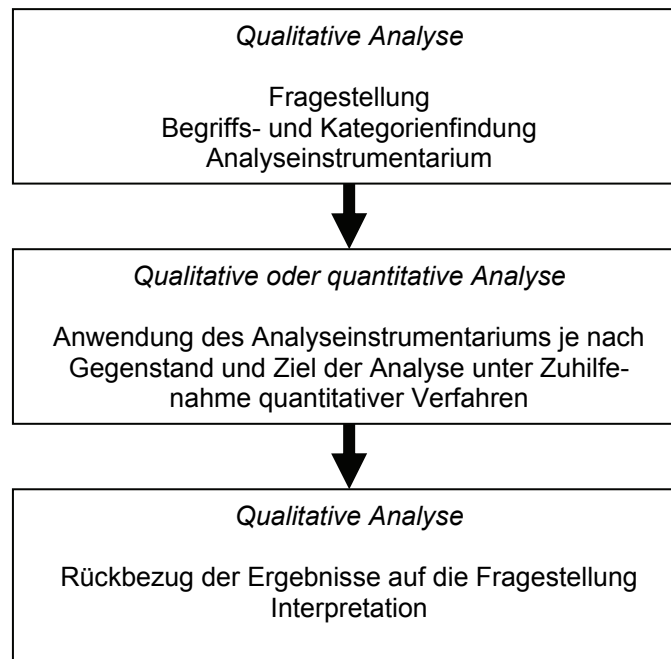 Qualitative Analyse
Fragestellung
Begriffs- und Kategorienfindung
Analyseinstrumentarium
Qualitative oder quantitative Analyse
Anwendung des Analyseinstrumentariums je nach
Gegenstand und Ziel der Analyse unter Zuhilfe-
nahme quantitativer Verfahren
Qualitative Analyse
Rückbezug der Ergebnisse auf die Fragestellung
Interpretation